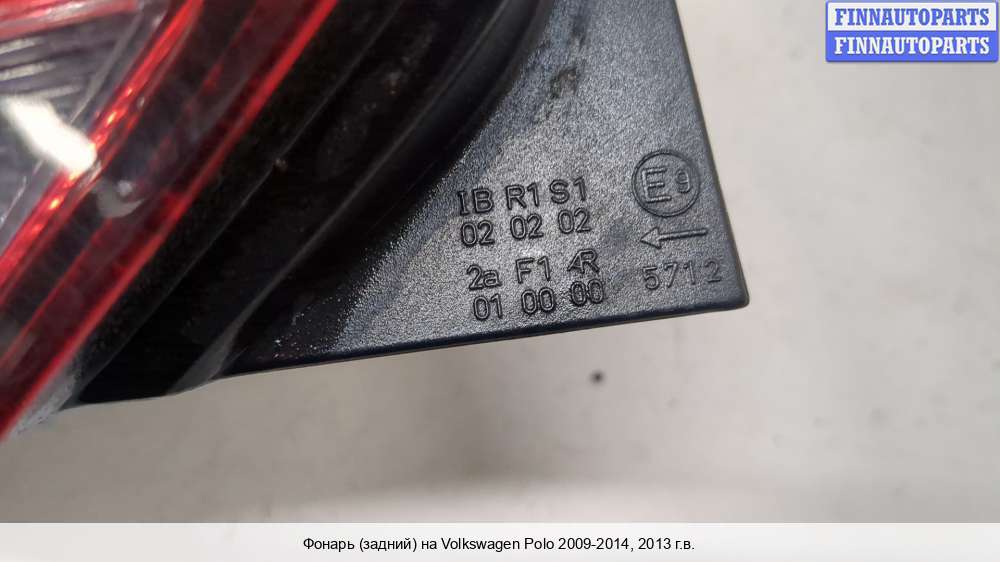 FINNAUTOPARTS
FINNAUTOPARTS
IB R1 S1
02 02 02
2a F1 AR
01 00 00
E9
5712
Фонарь (задний) на Volkswagen Polo 2009-2014, 2013 г.в.